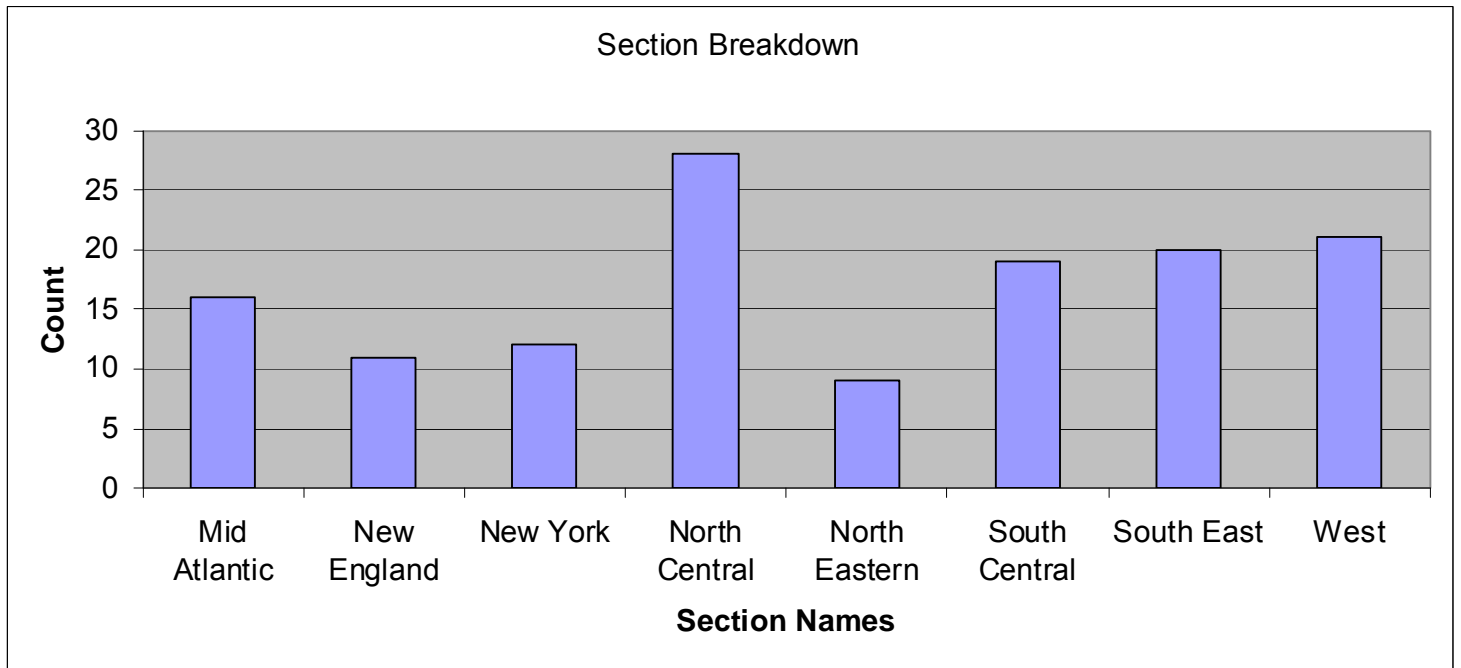 Section Breakdown
30
25
20
15
10
5
0
Count
Mid
Atlantic
New
England
New York
North
Central
North
Eastern
South
Central
South East
West
Section Names